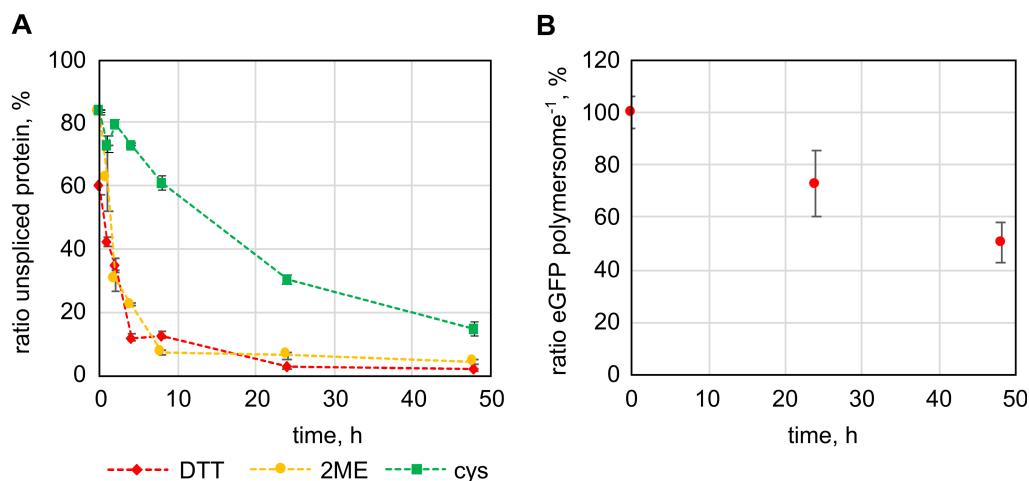 A
ratio unspliced protein, %
100
80
60
40
20
0
0 10 20 30 40 50
time, h
DTT 2ME cys
B
ratio eGFP polymersome⁻¹, %
120
100
80
60
40
20
0
0 10 20 30 40 50
time, h